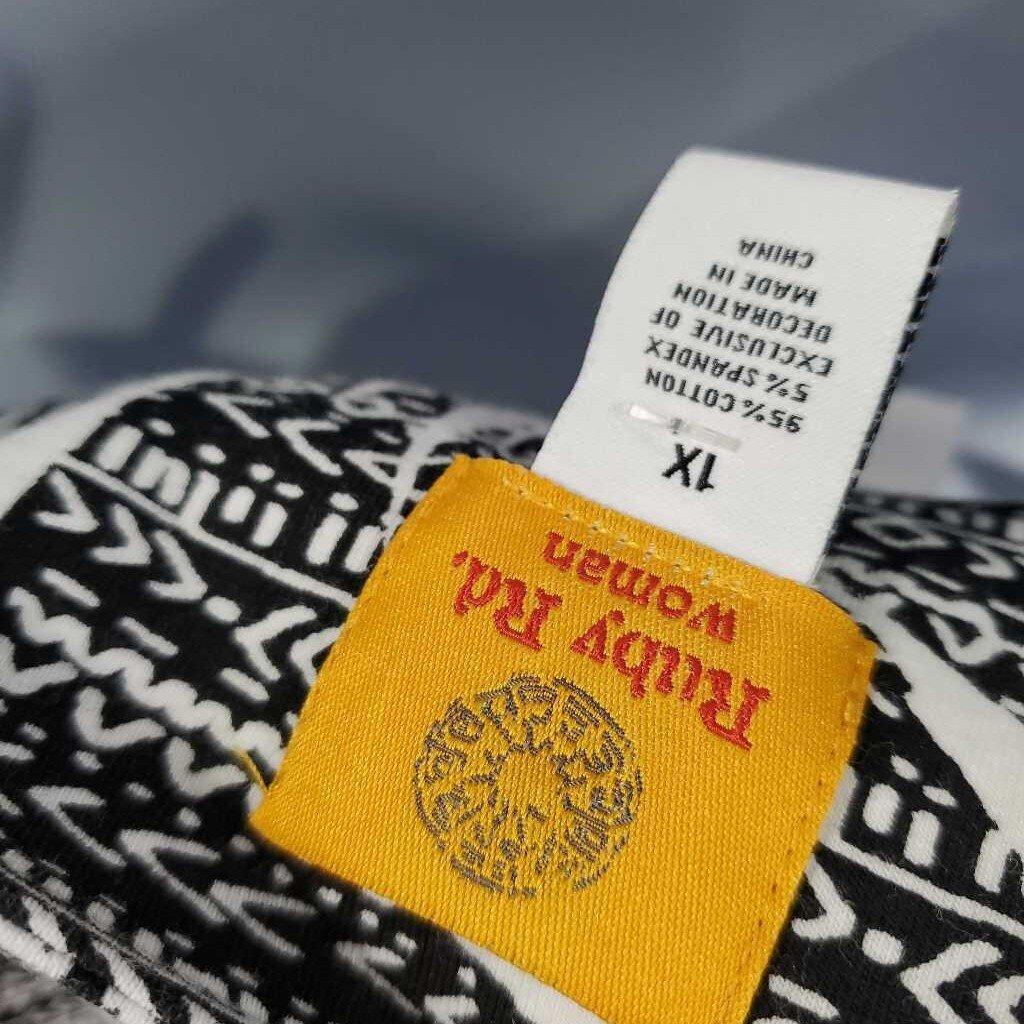 Ruby Rd.
woman
1X
95% COTTON
5% SPANDEX
EXCLUSIVE OF
DECORATION
MADE IN
CHINA